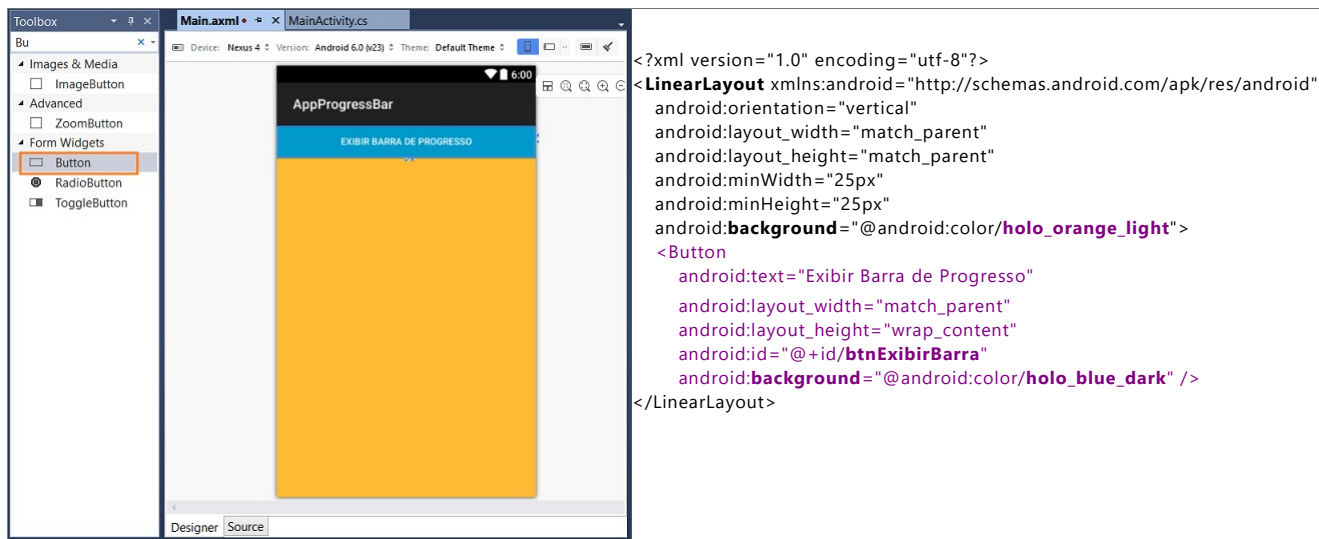 Toolbox
Bu
Images & Media
ImageButton
Advanced
ZoomButton
Form Widgets
Button
RadioButton
ToggleButton
Main.axml
MainActivity.cs
Device: Nexus 4 Version: Android 6.0 (v23) Theme: Default Theme
6:00
AppProgressBar
EXIBIR BARRA DE PROGRESSO
Designer Source
<?xml version="1.0" encoding="utf-8"?>
<LinearLayout xmlns:android="http://schemas.android.com/apk/res/android"
android:orientation="vertical"
android:layout_width="match_parent"
android:layout_height="match_parent"
android:minWidth="25px"
android:minHeight="25px"
android:background="@android:color/holo_orange_light">
<Button
android:text="Exibir Barra de Progresso"
android:layout_width="match_parent"
android:layout_height="wrap_content"
android:id="@+id/btnExibirBarra"
android:background="@android:color/holo_blue_dark" />
</LinearLayout>